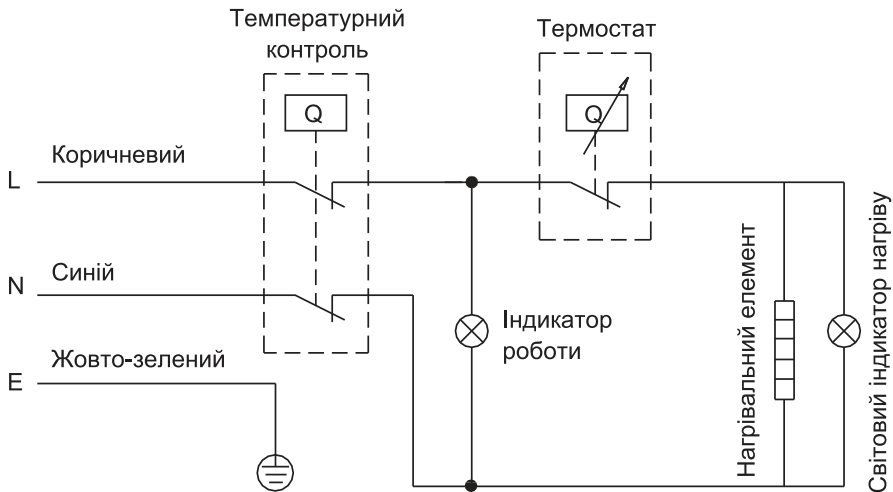 Температурний
контроль
Термостат
Q
Q
Коричневий
L
Синій
N
Індикатор
роботи
Жовто-зелений
E
Нагрівальний елемент
Світовий індикатор нагріву